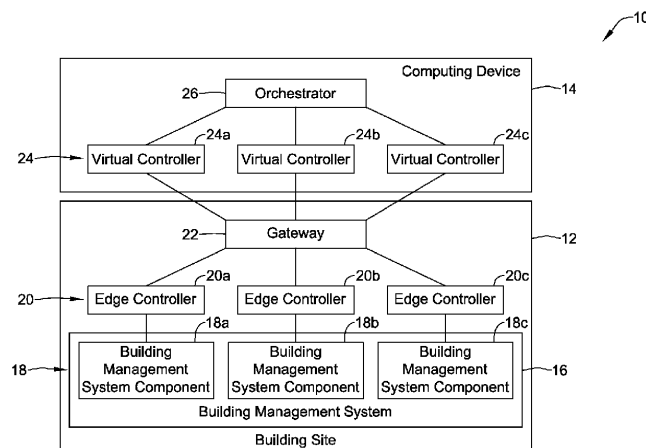 10
Computing Device
26
Orchestrator
14
24a
24b
24c
24
Virtual Controller
Virtual Controller
Virtual Controller
22
Gateway
12
20a
20b
20c
20
Edge Controller
Edge Controller
Edge Controller
18a
18b
18c
18
Building
Management
System Component
Building
Management
System Component
Building
Management
System Component
16
Building Management System
Building Site